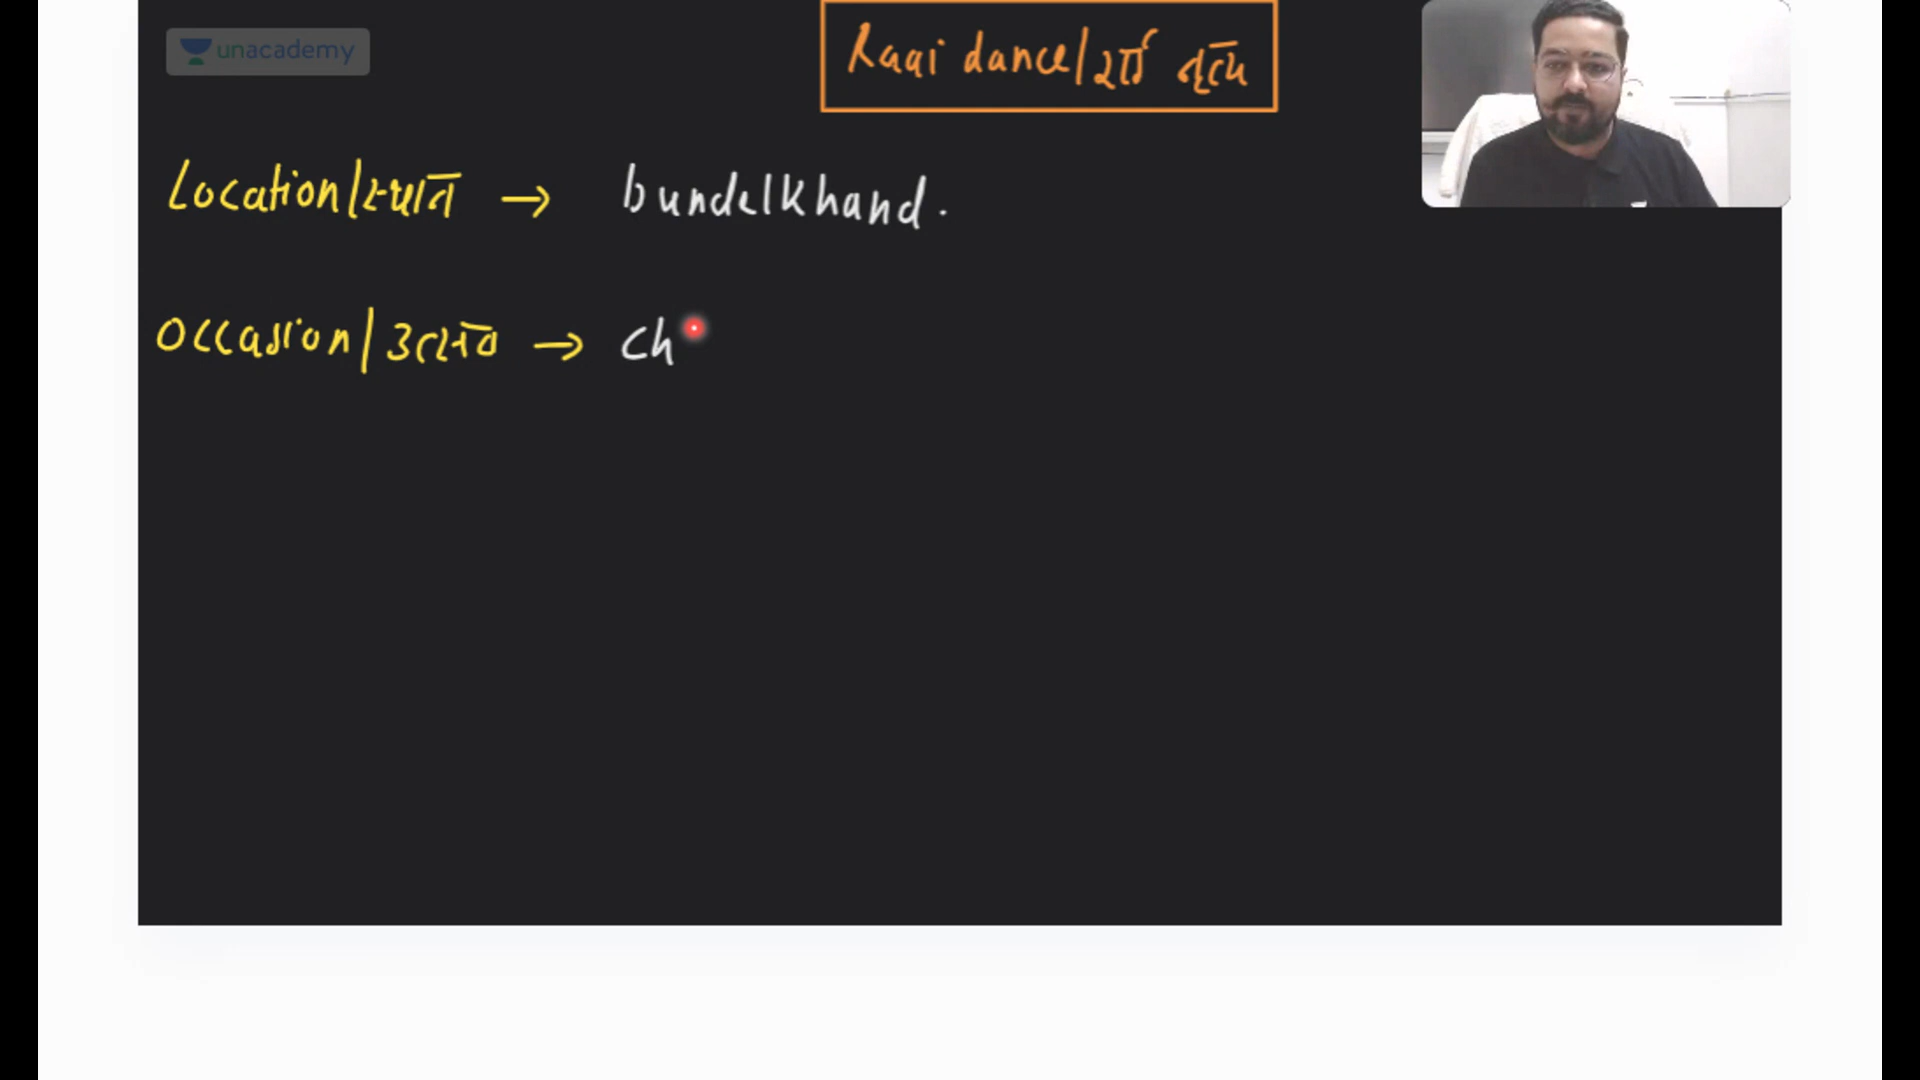 unacademy
Raai dance/राई नृत्य
Location/स्थान → bundelkhand.
Occasion/उत्सव → Ch